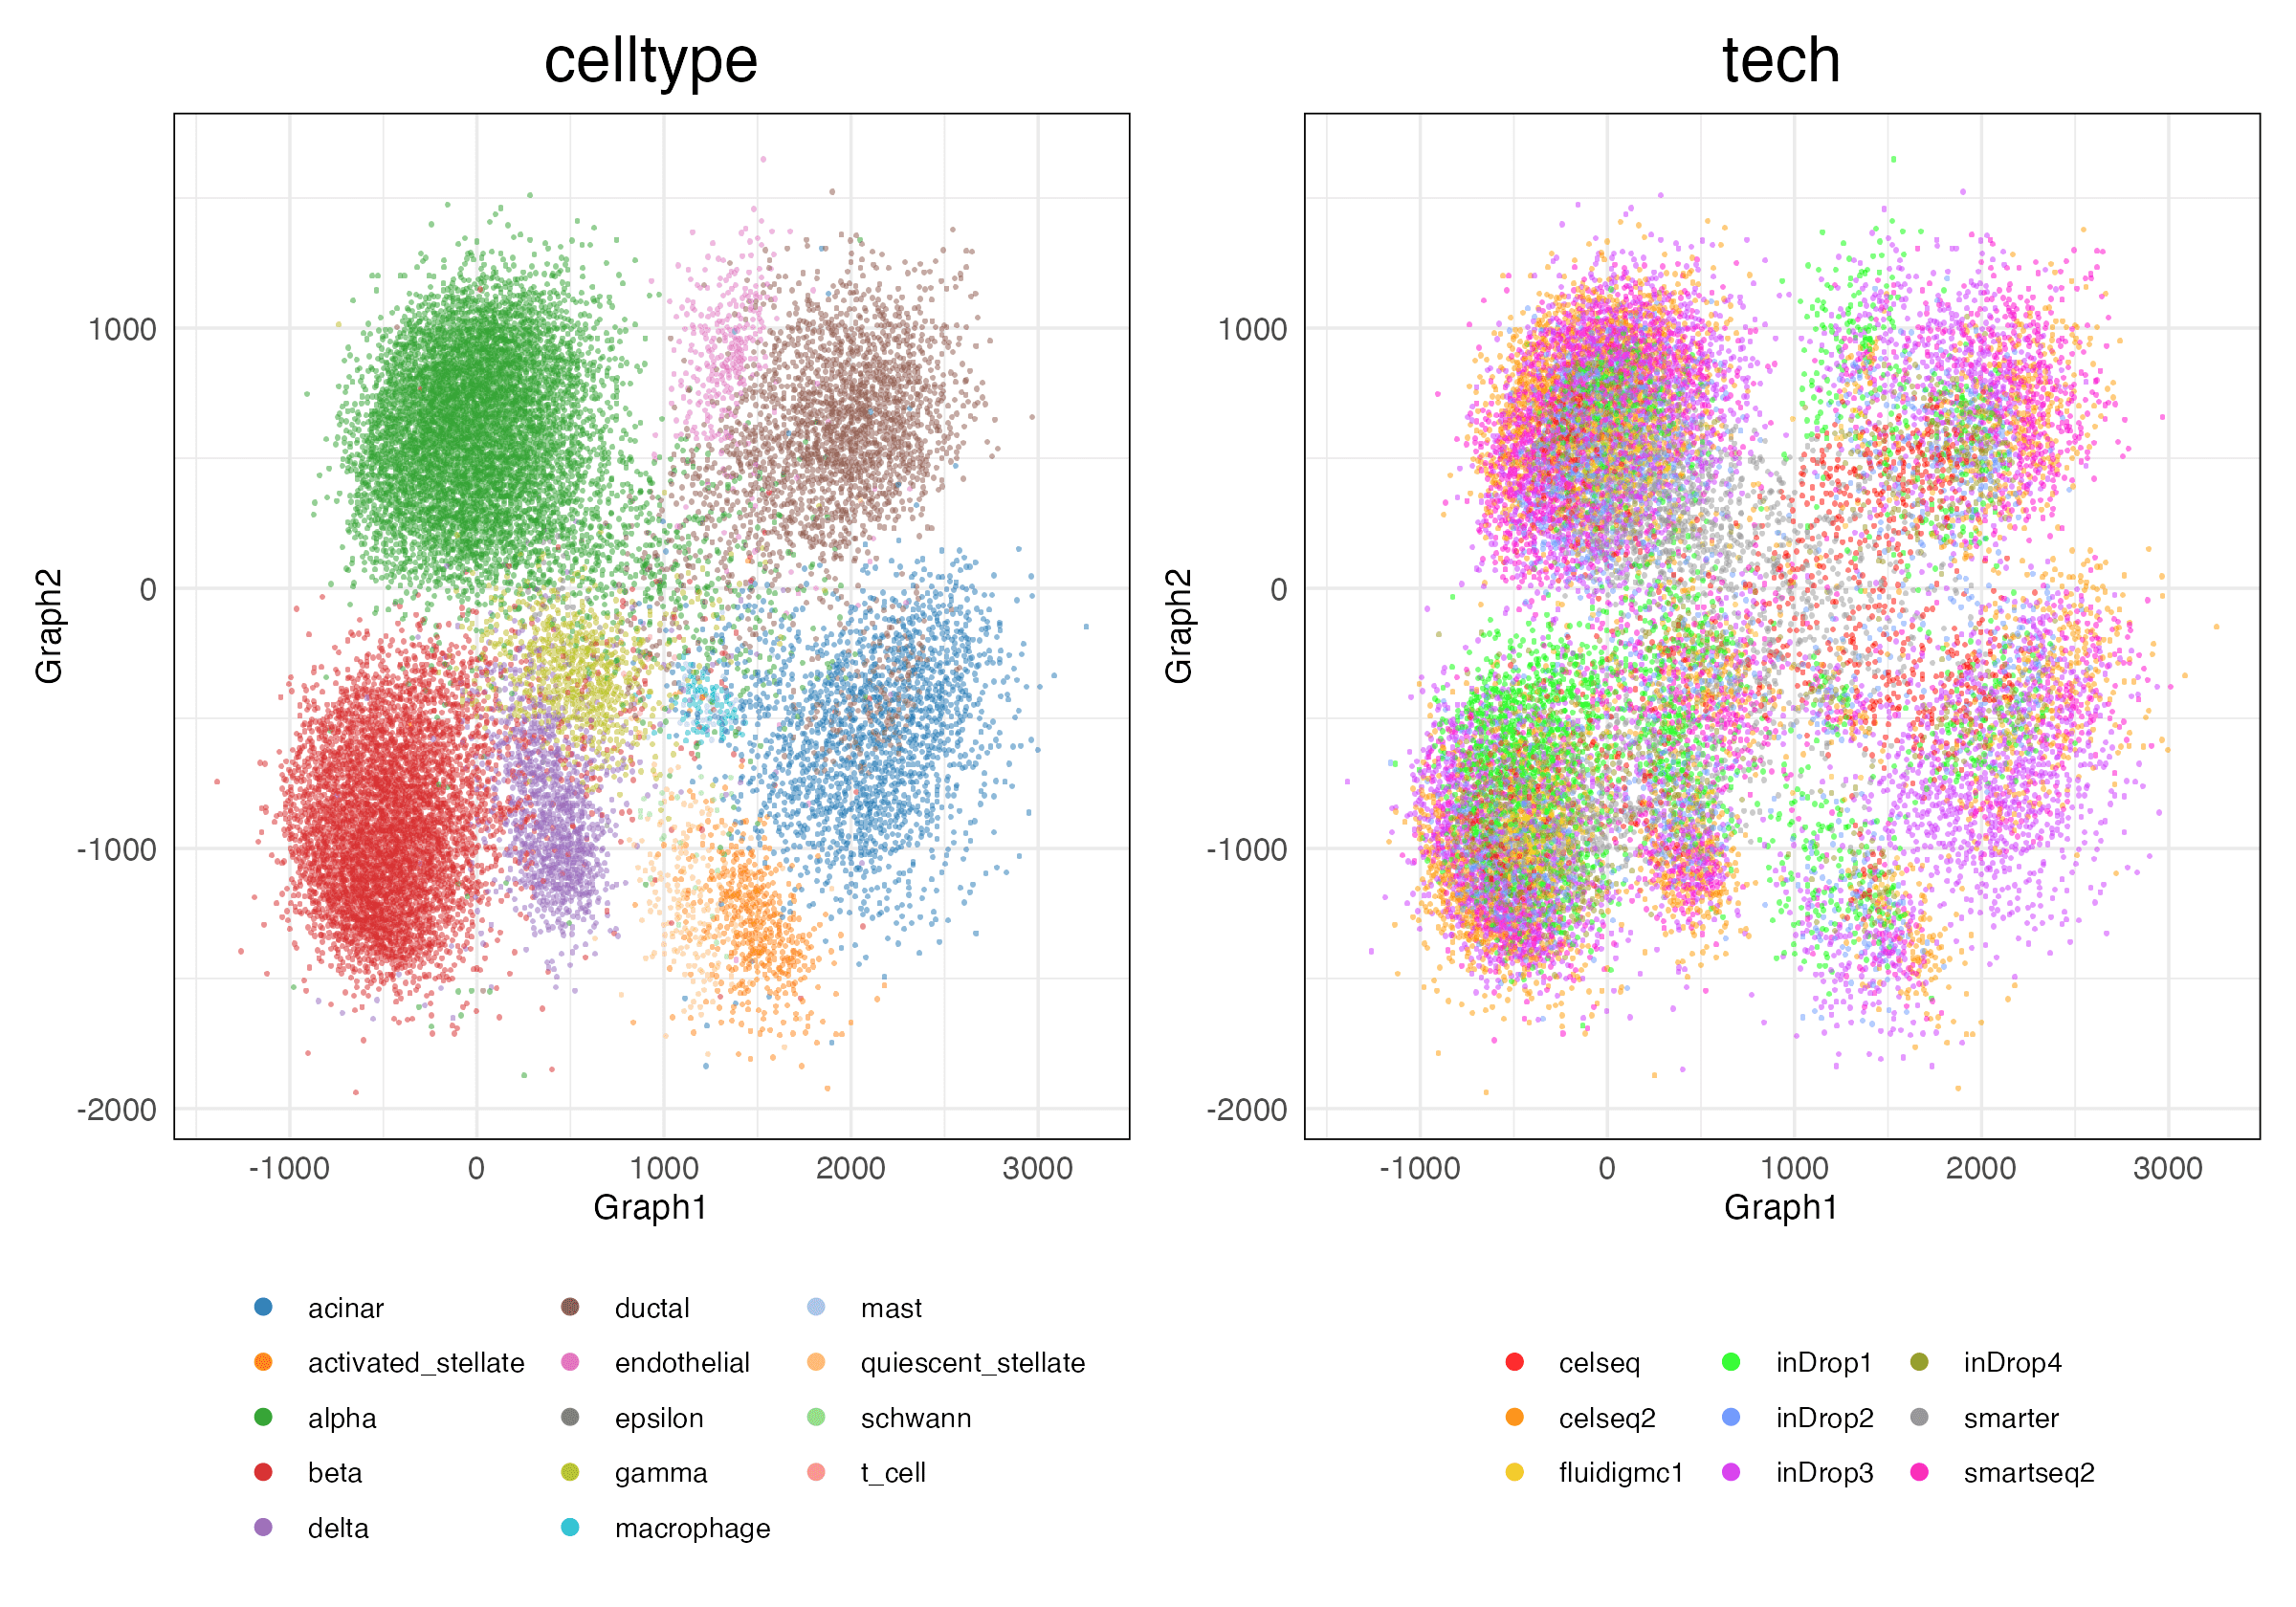 celltype
tech
1000
0
-1000
-2000
Graph2
-1000 0 1000 2000 3000
Graph1
1000
0
-1000
-2000
Graph2
-1000 0 1000 2000 3000
Graph1
acinar ductal mast
activated_stellate endothelial quiescent_stellate
alpha epsilon schwann
beta gamma t_cell
delta macrophage
celseq inDrop1 inDrop4
celseq2 inDrop2 smarter
fluidigmc1 inDrop3 smartseq2